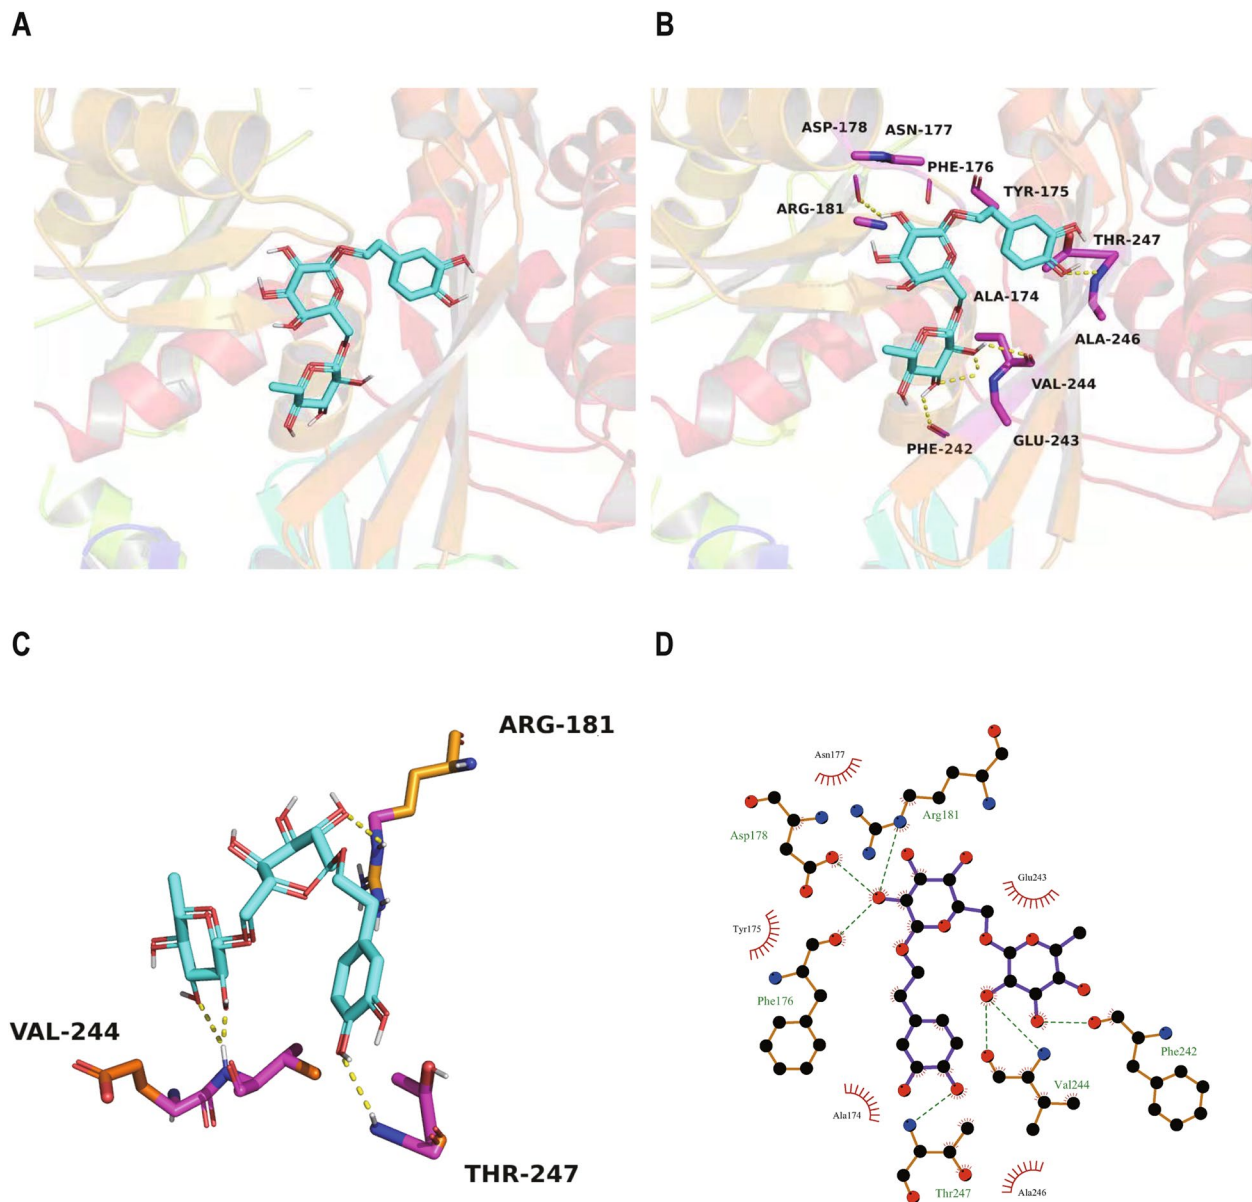 A
B
ASP-178
ASN-177
PHE-176
TYR-175
ARG-181
THR-247
ALA-174
ALA-246
VAL-244
GLU-243
PHE-242
C
D
ARG-181
VAL-244
THR-247
Asn177
Arg181
Asp178
Glu243
Tyr175
Phe176
Phe242
Val244
Ala174
Thr247
Ala246